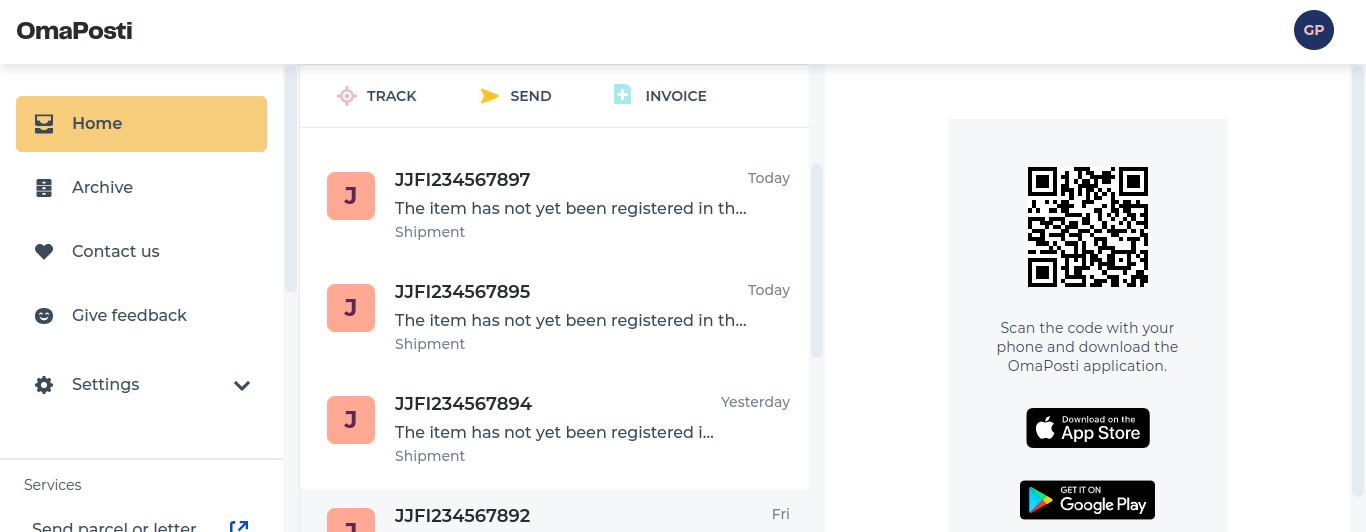 OmaPosti
GP
Home
Archive
Contact us
Give feedback
Settings
Services
Send parcel or letter
TRACK
SEND
INVOICE
J
JJFI234567897
Today
The item has not yet been registered in th...
Shipment
J
JJFI234567895
Today
The item has not yet been registered in th...
Shipment
J
JJFI234567894
Yesterday
The item has not yet been registered i...
Shipment
J
JJFI234567892
Fri
Scan the code with your
phone and download the
OmaPosti application.
Download on the
App Store
GET IT ON
Google Play